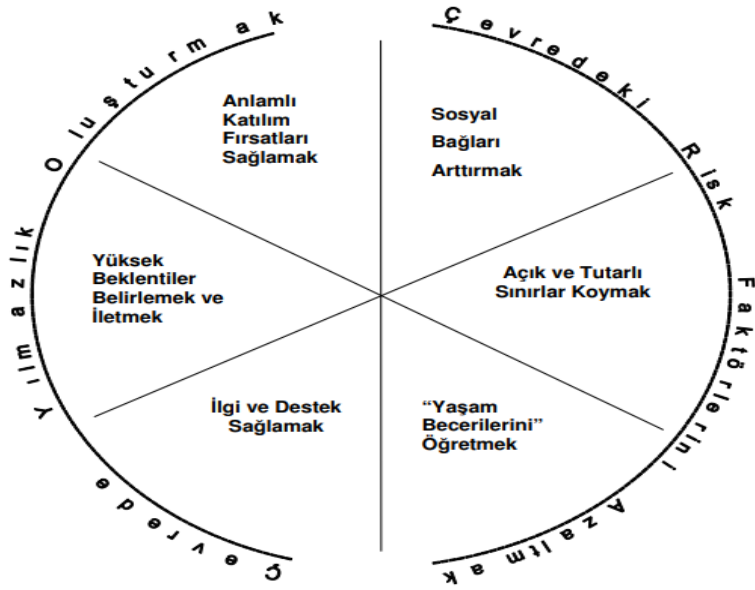 Çevredeki Risk Faktörlerini Azaltmak
Çevrede Yılmazlık Oluşturmak
Anlamlı
Katılım
Fırsatları
Sağlamak
Sosyal
Bağları
Arttırmak
Yüksek
Beklentiler
Belirlemek ve
İletmek
Açık ve Tutarlı
Sınırlar Koymak
İlgi ve Destek
Sağlamak
“Yaşam
Becerilerini”
Öğretmek